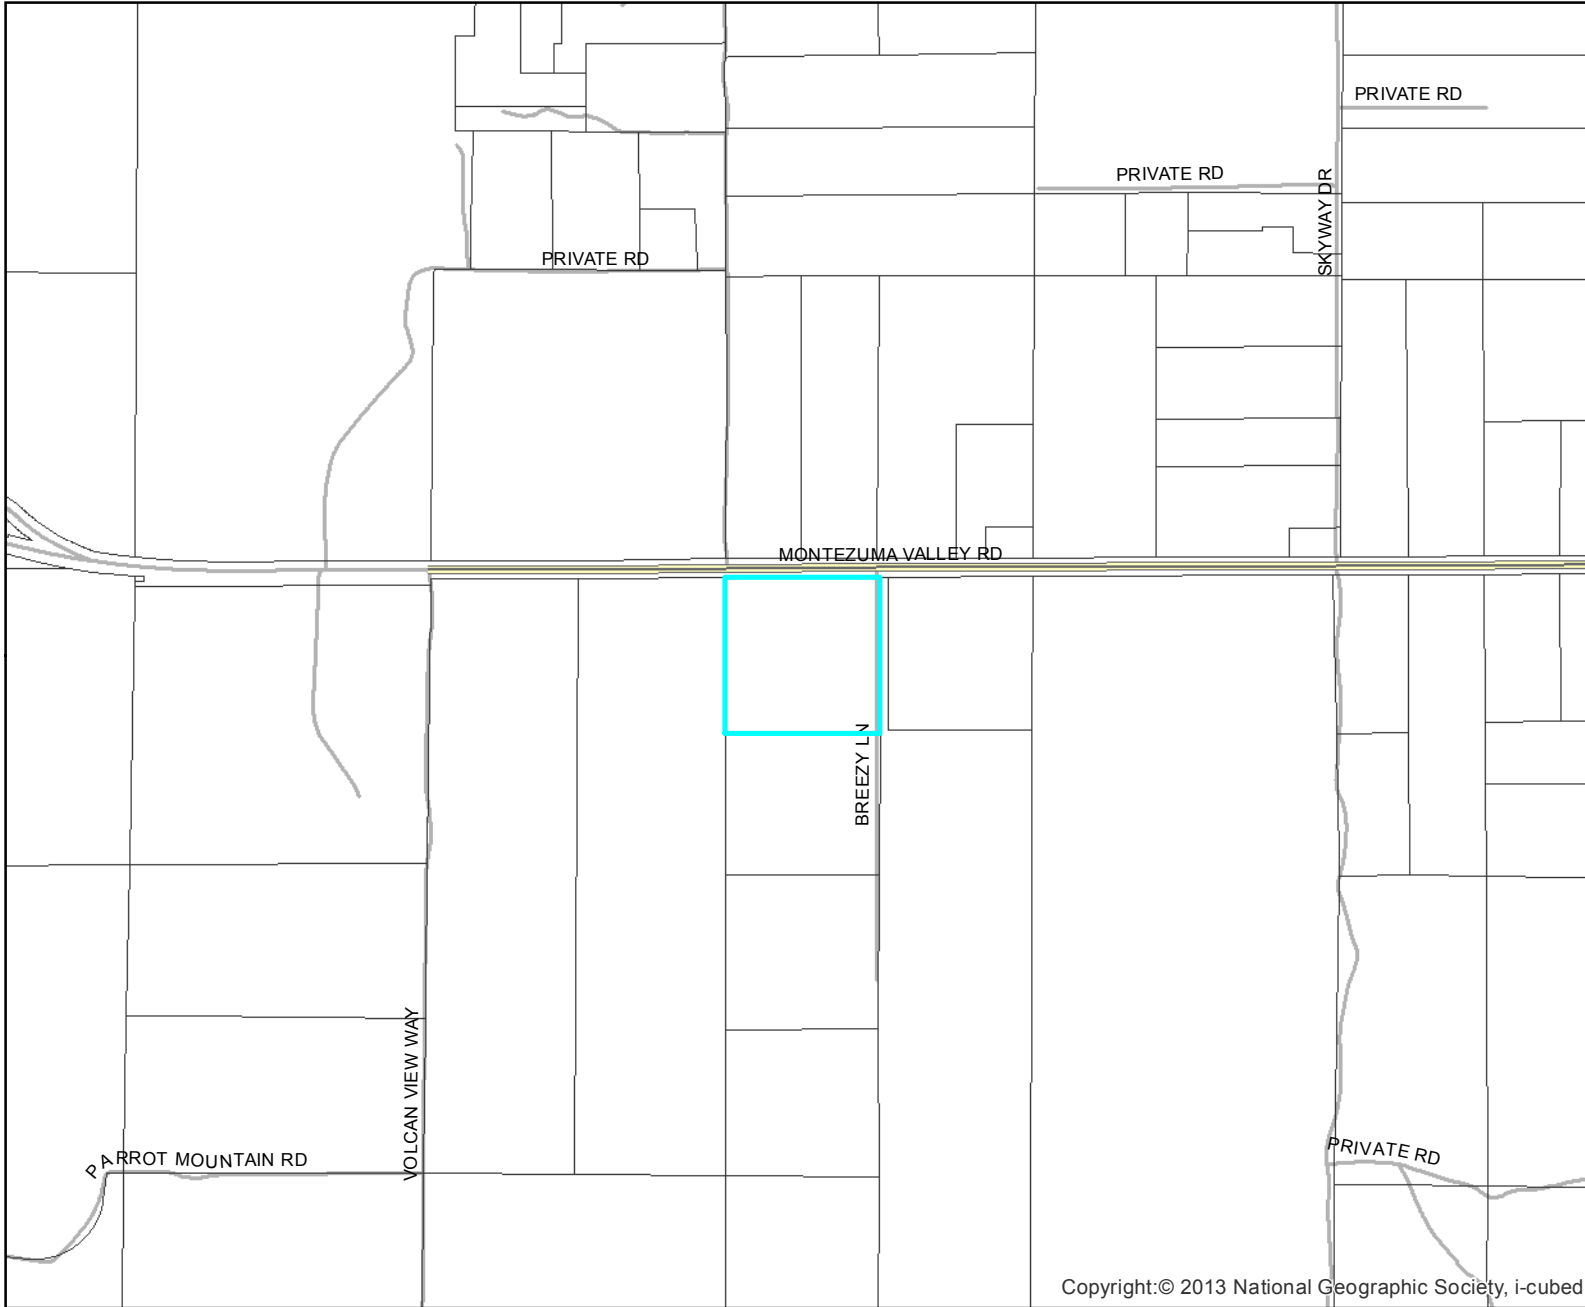 PRIVATE RD
PRIVATE RD
SKYWAY DR
PRIVATE RD
MONTEZUMA VALLEY RD
BREEZY LN
VOLCAN VIEW WAY
PARROT MOUNTAIN RD
PRIVATE RD
Copyright:© 2013 National Geographic Society, i-cubed